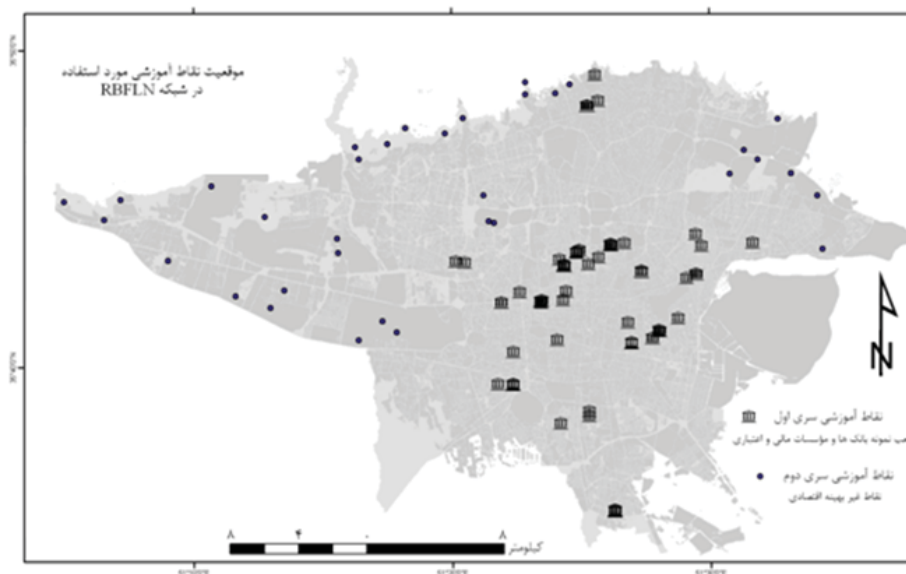 موقعیت نقاط آموزشی مورد استفاده
در شبکه RBFLN
N
نقاط آموزشی سری اول
نمونه بانک ها و مؤسسات مالی و اعتباری
نقاط آموزشی سری دوم
نقاط غیر بهینه اقتصادی
۸ ۴ ۰ ۸
کیلومتر